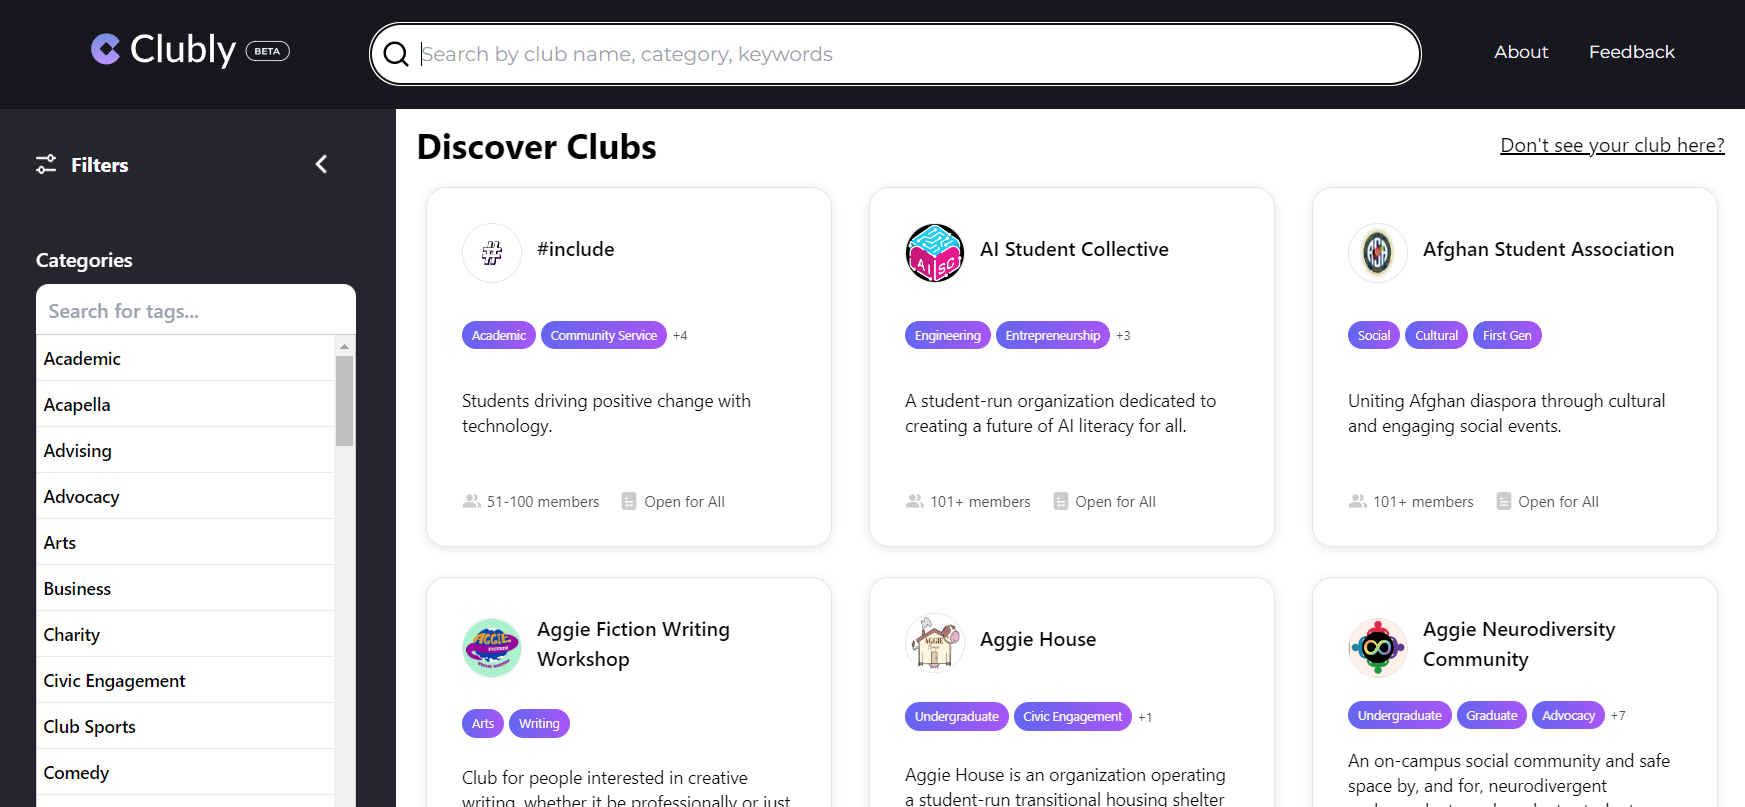 Clubly BETA
Search by club name, category, keywords
About
Feedback
Filters
Categories
Search for tags...
Academic
Acapella
Advising
Advocacy
Arts
Business
Charity
Civic Engagement
Club Sports
Comedy
Discover Clubs
Don't see your club here?
#
#include
Academic Community Service +4
Students driving positive change with
technology.
51-100 members Open for All
AI SC
AI Student Collective
Engineering Entrepreneurship +3
A student-run organization dedicated to
creating a future of AI literacy for all.
101+ members Open for All
ASA
Afghan Student Association
Social Cultural First Gen
Uniting Afghan diaspora through cultural
and engaging social events.
101+ members Open for All
AGGIE
FICTION
Aggie Fiction Writing
Workshop
Arts Writing
Club for people interested in creative
writing, whether it be professionally or just
AGGIE
Aggie House
Undergraduate Civic Engagement +1
Aggie House is an organization operating
a student-run transitional housing shelter
Aggie Neurodiversity
Community
Undergraduate Graduate Advocacy +7
An on-campus social community and safe
space by, and for, neurodivergent